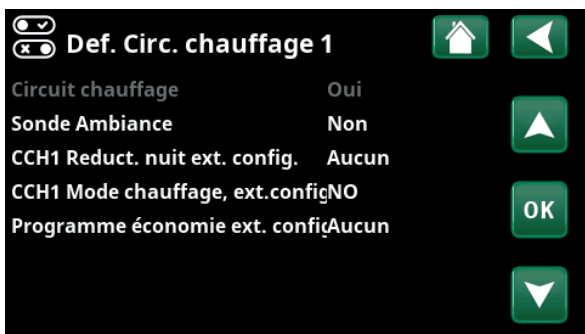 Def. Circ. chauffage 1
Circuit chauffage Oui
Sonde Ambiance Non
CCH1 Reduct. nuit ext. config. Aucun
CCH1 Mode chauffage, ext.config NO
Programme économie ext. config Aucun
OK